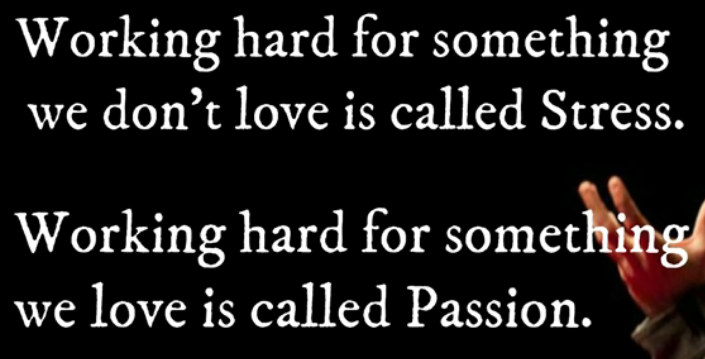 Working hard for something
we don't love is called Stress.
Working hard for something
we love is called Passion.